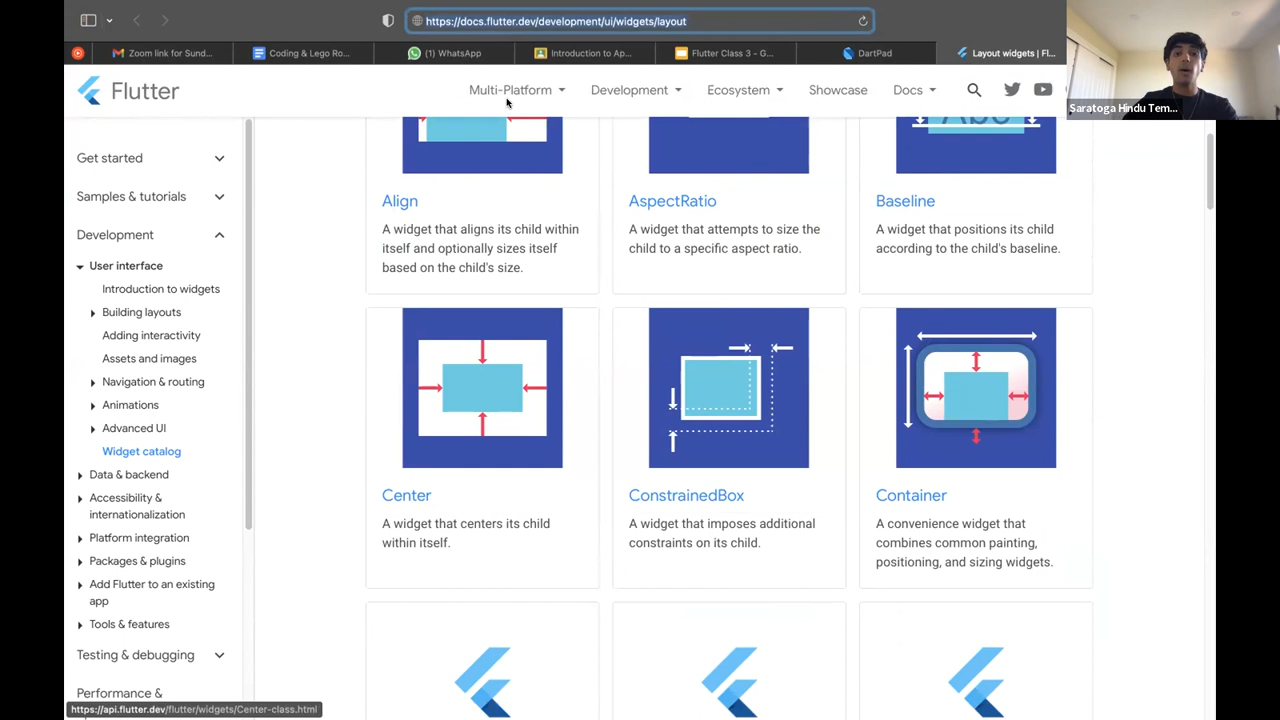 https://docs.flutter.dev/development/ui/widgets/layout
Zoom link for Sund...
Coding & Lego Ro...
(1) WhatsApp
Introduction to Ap...
Flutter Class 3 - G...
DartPad
Layout widgets | Fl...
Saratoga Hindu Tem...
Flutter
Multi-Platform
Development
Ecosystem
Showcase
Docs
Get started
Samples & tutorials
Development
User interface
Introduction to widgets
Building layouts
Adding interactivity
Assets and images
Navigation & routing
Animations
Advanced UI
Widget catalog
Data & backend
Accessibility &
internationalization
Platform integration
Packages & plugins
Add Flutter to an existing
app
Tools & features
Testing & debugging
Performance &
https://api.flutter.dev/flutter/widgets/Center-class.html
Abc
Align
A widget that aligns its child within
itself and optionally sizes itself
based on the child's size.
AspectRatio
A widget that attempts to size the
child to a specific aspect ratio.
Baseline
A widget that positions its child
according to the child's baseline.
Center
A widget that centers its child
within itself.
ConstrainedBox
A widget that imposes additional
constraints on its child.
Container
A convenience widget that
combines common painting,
positioning, and sizing widgets.